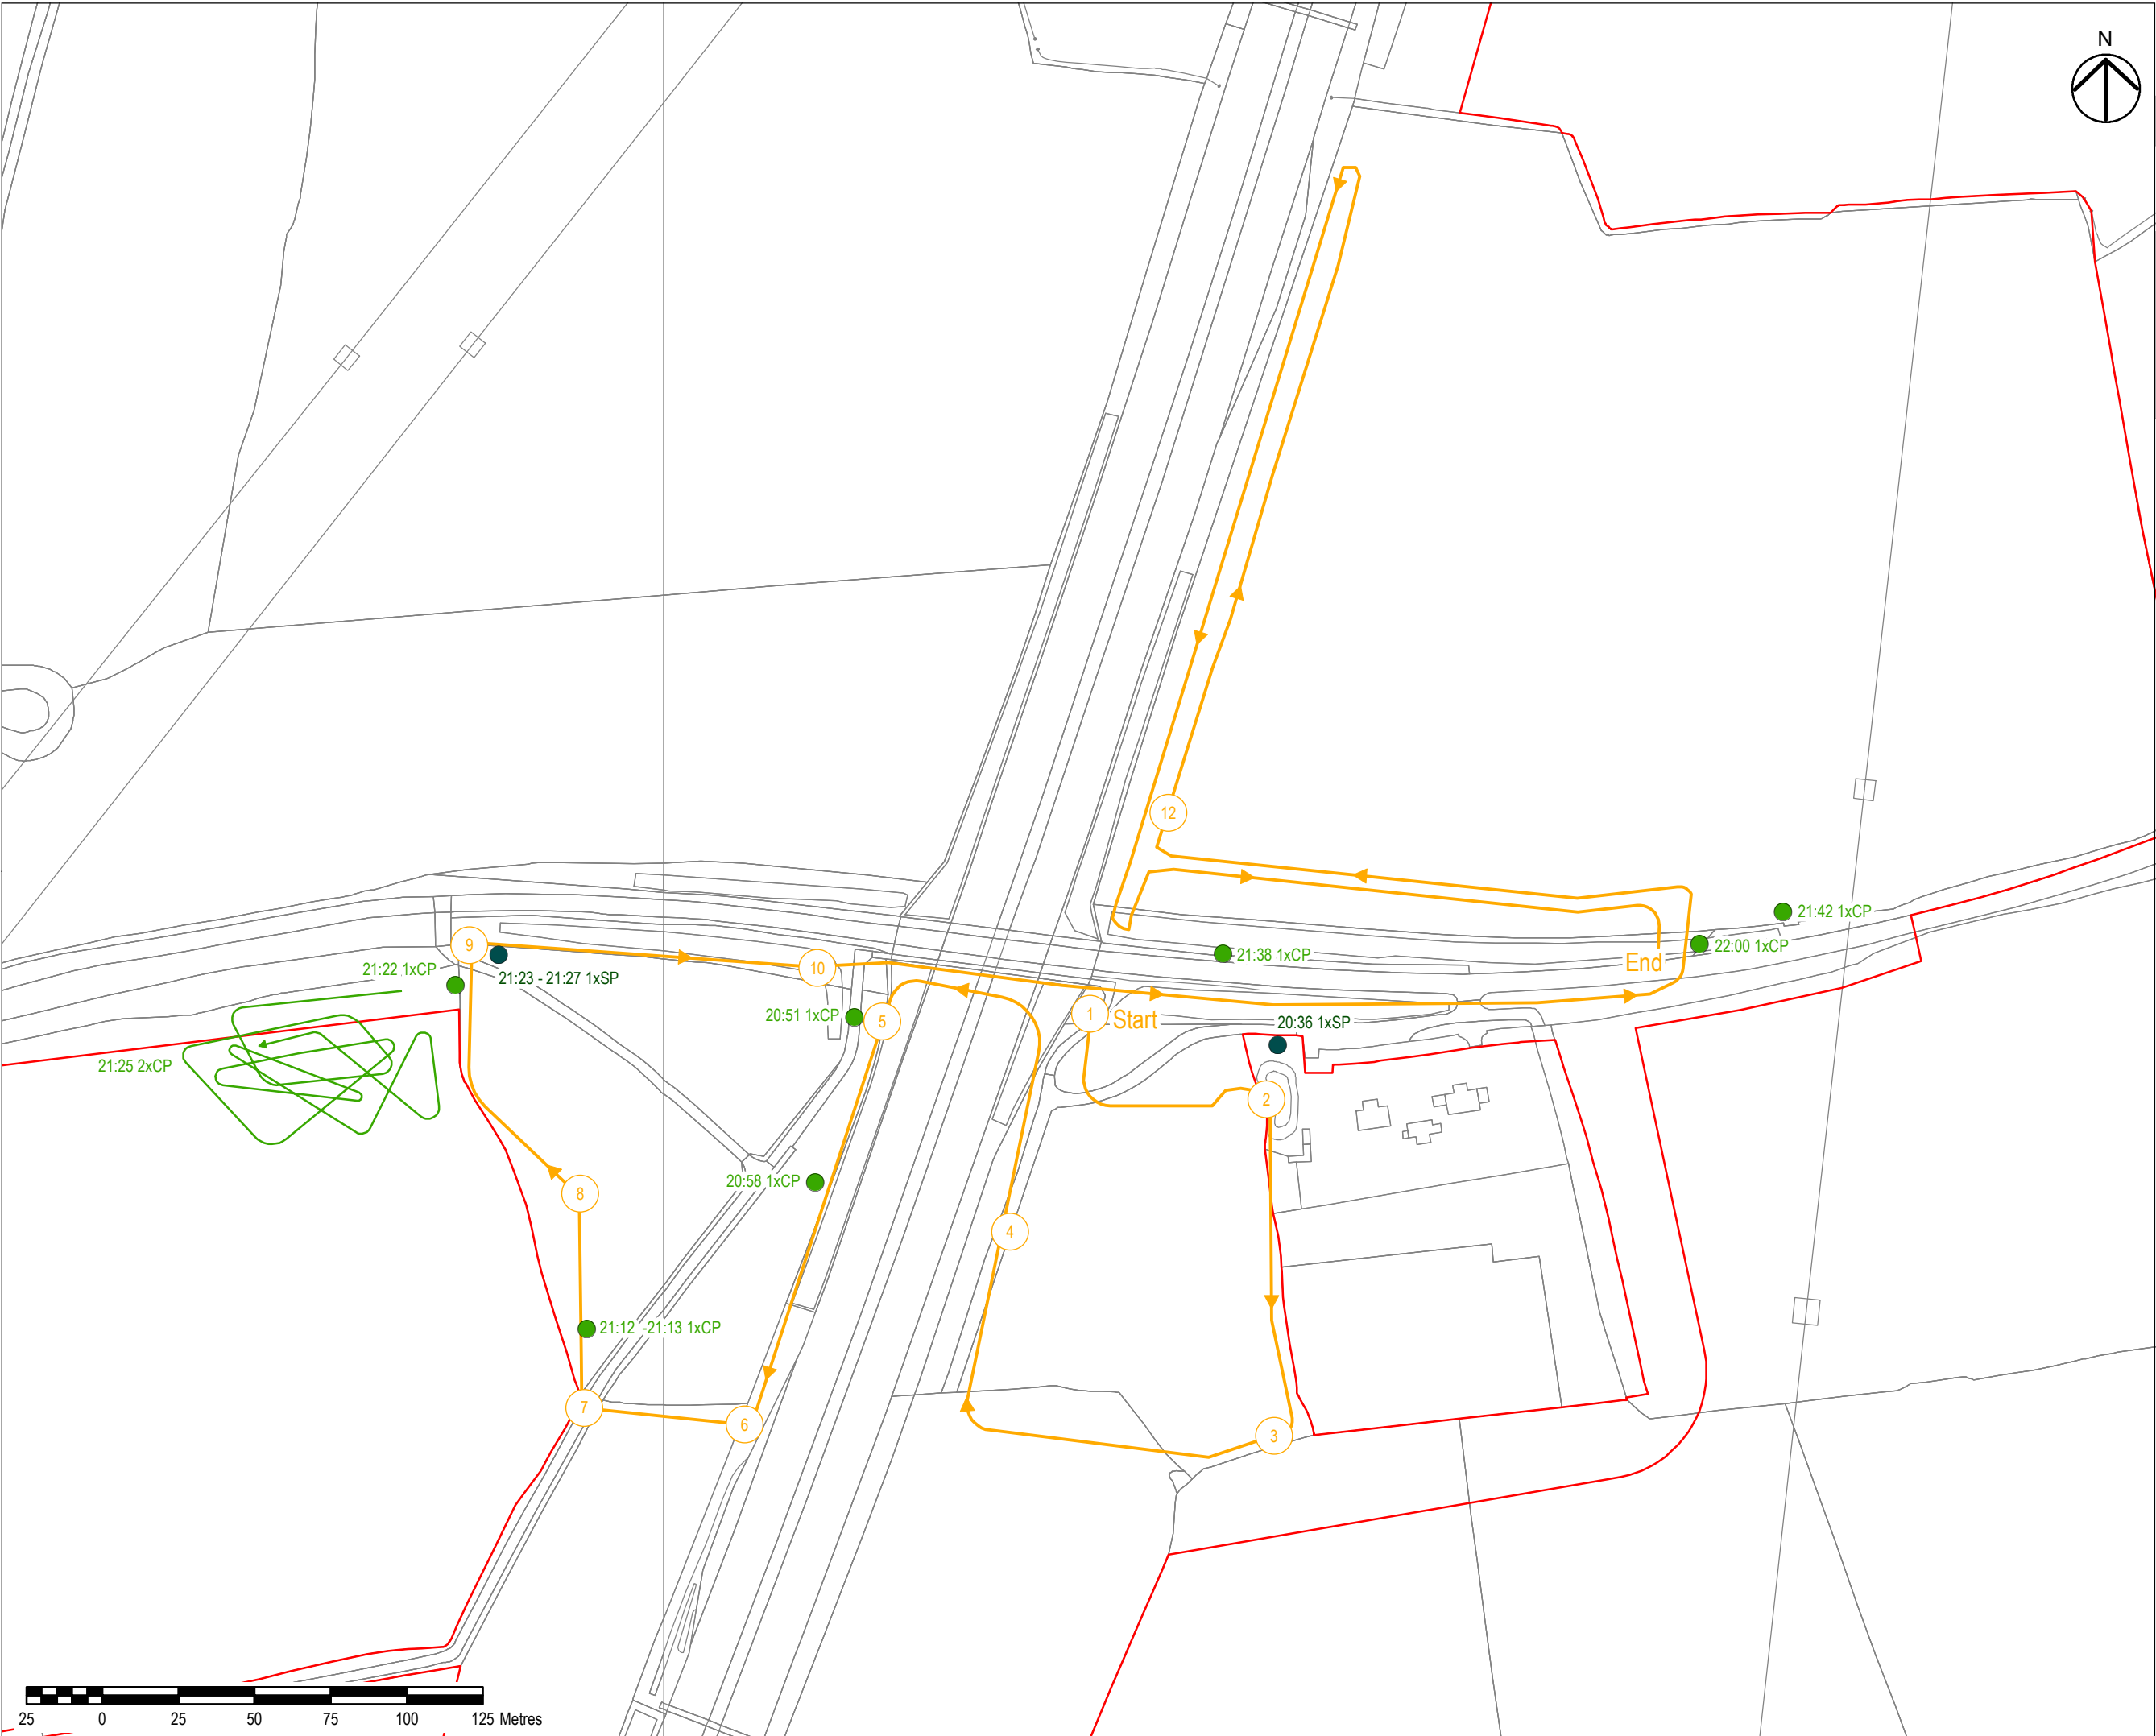 N
12
21:42 1xCP
22:00 1xCP
9
21:38 1xCP
End
21:22 1xCP
10
21:23 - 21:27 1xSP
20:51 1xCP
5
1
Start
20:36 1xSP
21:25 2xCP
2
20:58 1xCP
8
4
21:12 -21:13 1xCP
7
6
3
25 0 25 50 75 100 125 Metres